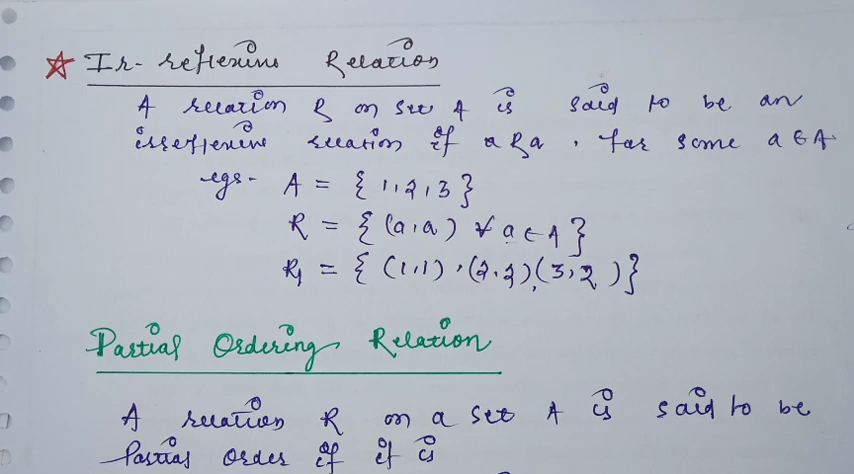 Ir-reflexive Relation
A relation R on set A is said to be an
irreflexive relation if a R a , for some a ∈ A.
egs- A = { 1, 2, 3 }
R = { (a, a) ∀ a ∈ A }
R₁ = { (1,1) , (2,2), (3,2) }
Partial Ordering Relation
A relation R on a set A is said to be
Partial Order if it is